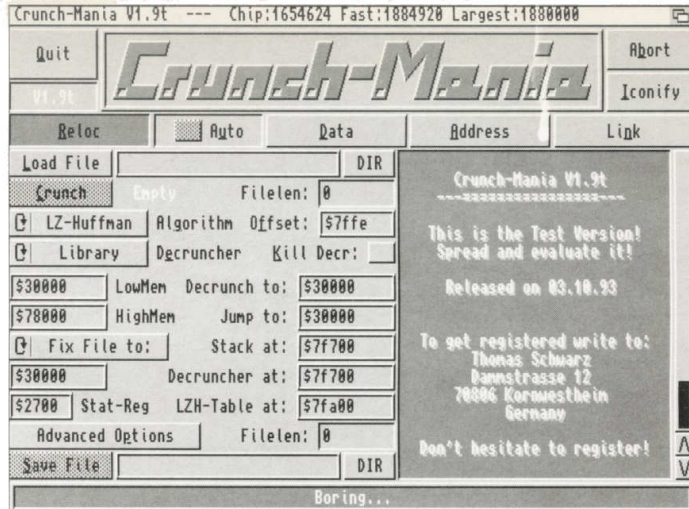 Crunch-Mania V1.9t --- Chip:1654624 Fast:1884920 Largest:1880000
Quit
V1.9t
Crunch-Mania
Abort
Iconify
Reloc
Auto
Data
Address
Link
Load File
DIR
Crunch
Empty
Filelen: 0
LZ-Huffman
Algorithm
Offset: $7ffe
Library
Decruncher
Kill Decr:
$30000 LowMem
Decrunch to: $30000
$78000 HighMem
Jump to: $30000
Fix File to:
Stack at: $7f700
$30000
Decruncher at: $7f700
$2700 Stat-Reg
LZH-Table at: $7fa00
Advanced Options
Filelen: 0
Save File
DIR
Crunch-Mania V1.9t
---==================---
This is the Test Version!
Spread and evaluate it!
Released on 03.10.93
To get registered write to:
Thomas Schwarz
Dammstrasse 12
70806 Kornwestheim
Germany
Don't hesitate to register!
Boring...